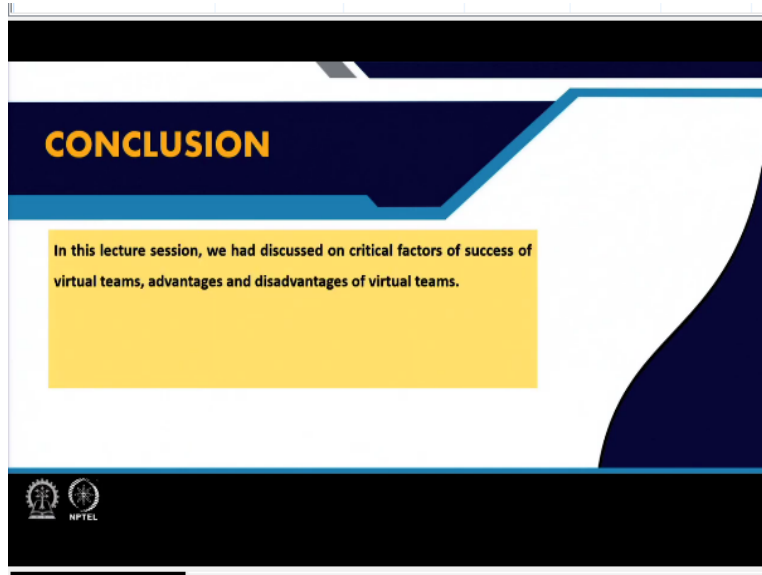 CONCLUSION
In this lecture session, we had discussed on critical factors of success of
virtual teams, advantages and disadvantages of virtual teams.
NPTEL